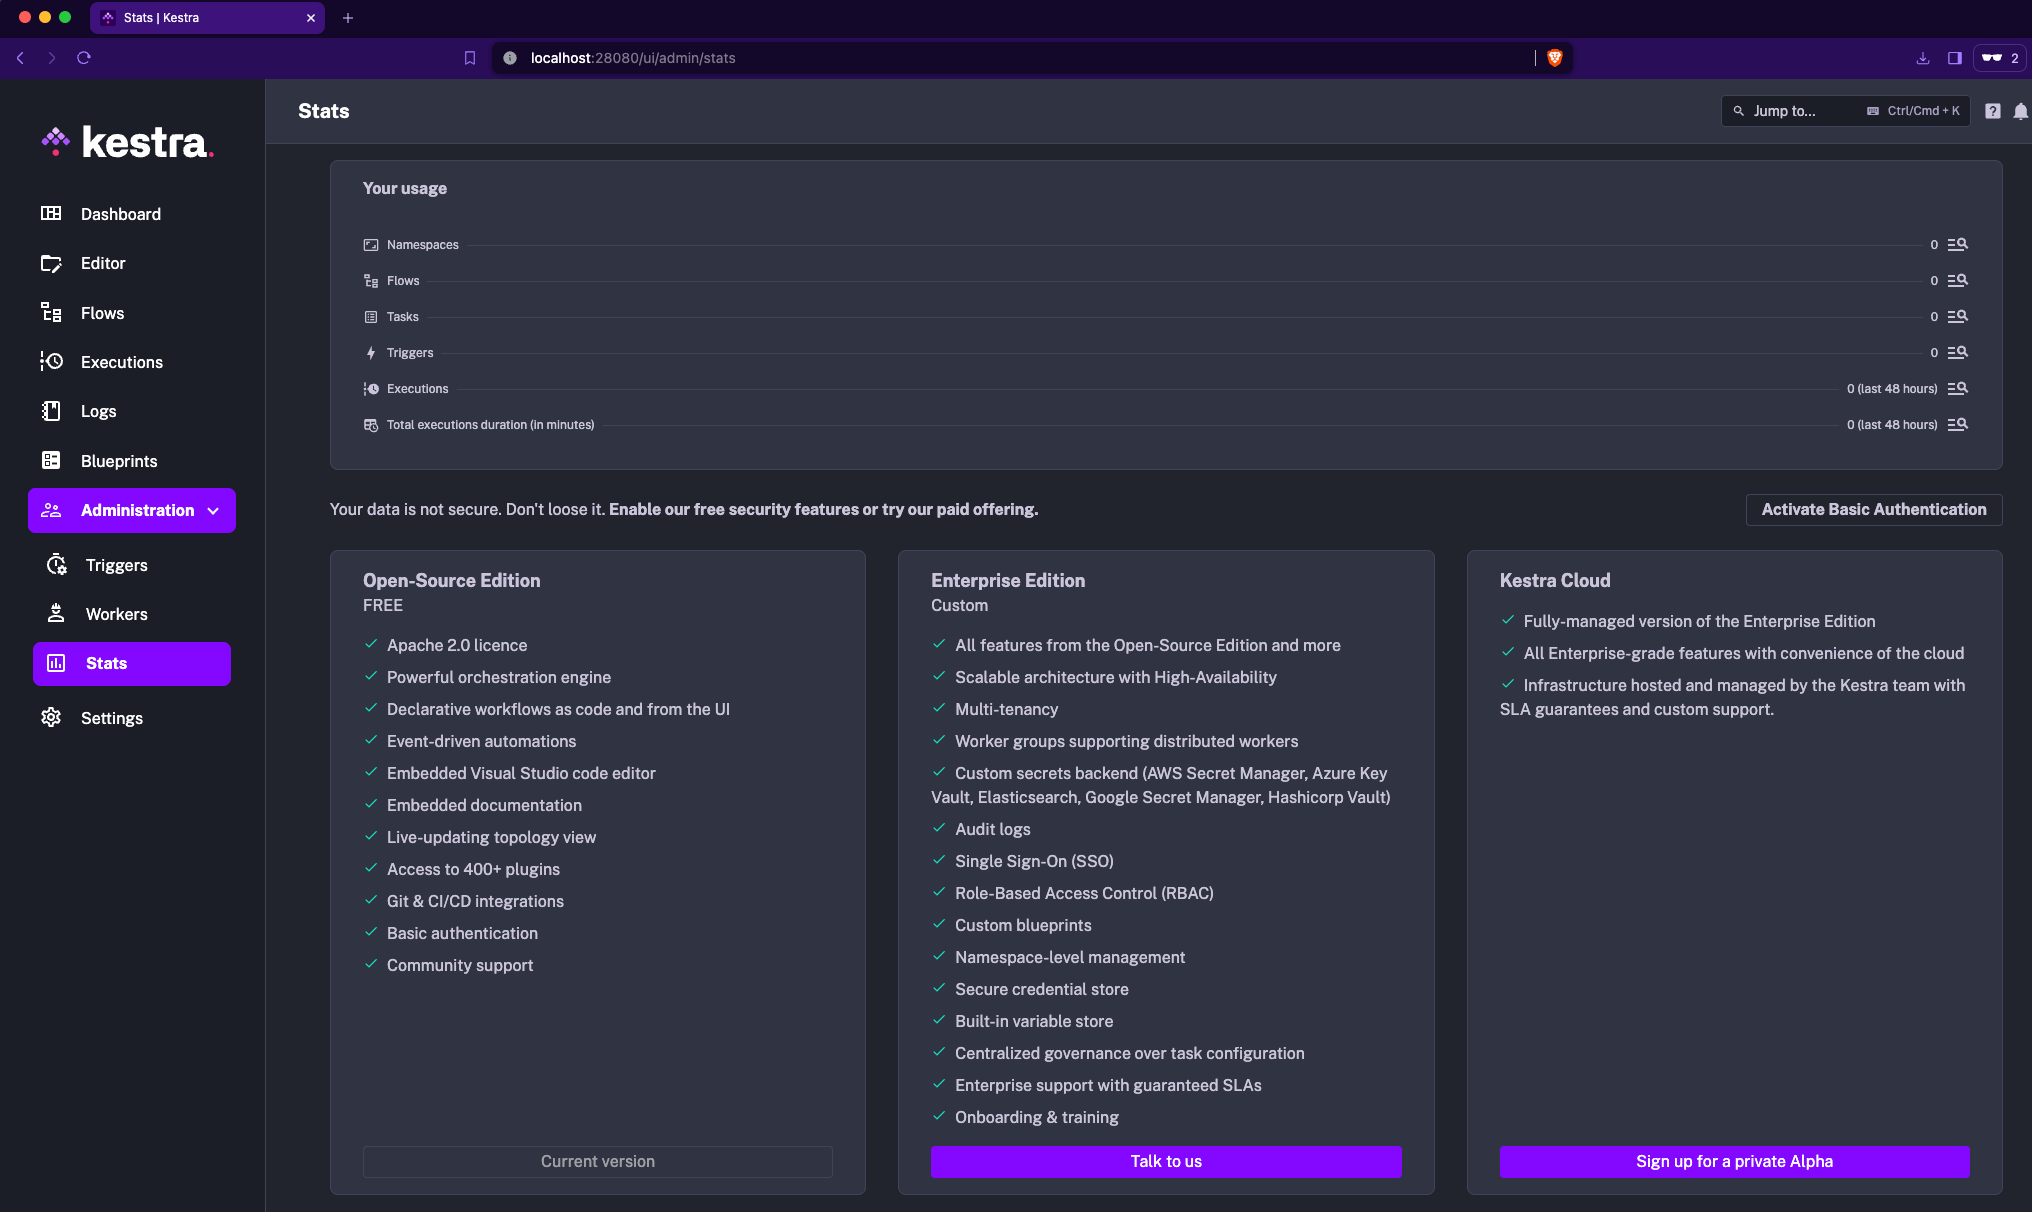 Stats | Kestra
localhost:28080/ui/admin/stats
2
kestra.
Stats
Jump to...
Ctrl/Cmd + K
Dashboard
Editor
Flows
Executions
Logs
Blueprints
Administration
Triggers
Workers
Stats
Settings
Your usage
Namespaces 0
Flows 0
Tasks 0
Triggers 0
Executions 0 (last 48 hours)
Total executions duration (in minutes) 0 (last 48 hours)
Your data is not secure. Don't loose it. Enable our free security features or try our paid offering.
Activate Basic Authentication
Open-Source Edition
FREE
Apache 2.0 licence
Powerful orchestration engine
Declarative workflows as code and from the UI
Event-driven automations
Embedded Visual Studio code editor
Embedded documentation
Live-updating topology view
Access to 400+ plugins
Git & CI/CD integrations
Basic authentication
Community support
Current version
Enterprise Edition
Custom
All features from the Open-Source Edition and more
Scalable architecture with High-Availability
Multi-tenancy
Worker groups supporting distributed workers
Custom secrets backend (AWS Secret Manager, Azure Key
Vault, Elasticsearch, Google Secret Manager, Hashicorp Vault)
Audit logs
Single Sign-On (SSO)
Role-Based Access Control (RBAC)
Custom blueprints
Namespace-level management
Secure credential store
Built-in variable store
Centralized governance over task configuration
Enterprise support with guaranteed SLAs
Onboarding & training
Talk to us
Kestra Cloud
Fully-managed version of the Enterprise Edition
All Enterprise-grade features with convenience of the cloud
Infrastructure hosted and managed by the Kestra team with
SLA guarantees and custom support.
Sign up for a private Alpha